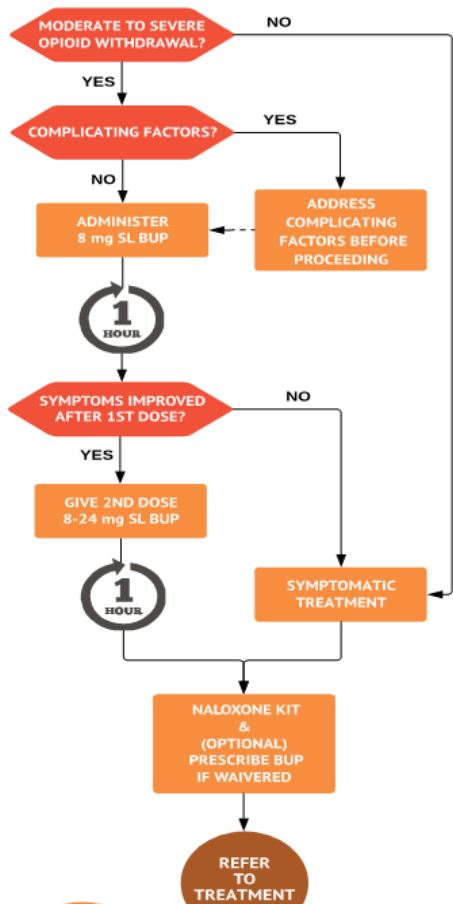 MODERATE TO SEVERE
OPIOID WITHDRAWAL?
NO
YES
COMPLICATING FACTORS?
YES
NO
ADMINISTER
8 mg SL BUP
ADDRESS
COMPLICATING
FACTORS BEFORE
PROCEEDING
1
HOUR
SYMPTOMS IMPROVED
AFTER 1ST DOSE?
NO
YES
GIVE 2ND DOSE
8-24 mg SL BUP
1
HOUR
SYMPTOMATIC
TREATMENT
NALOXONE KIT
&
(OPTIONAL)
PRESCRIBE BUP
IF WAIVERED
REFER
TO
TREATMENT